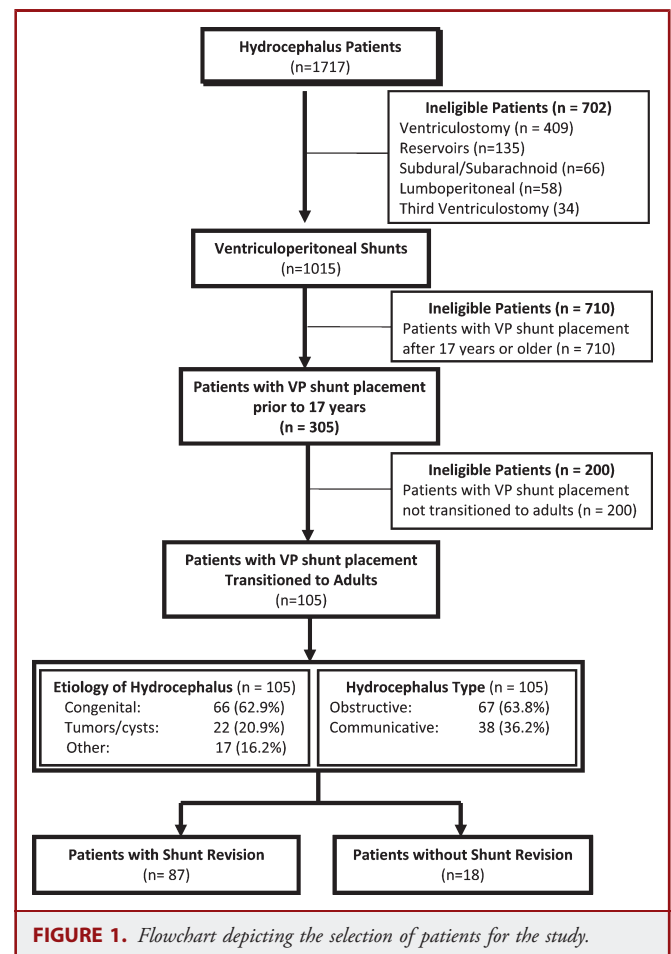 Hydrocephalus Patients
(n=1717)
Ineligible Patients (n = 702)
Ventriculostomy (n = 409)
Reservoirs (n=135)
Subdural/Subarachnoid (n=66)
Lumboperitoneal (n=58)
Third Ventriculostomy (34)
Ventriculoperitoneal Shunts
(n=1015)
Ineligible Patients (n = 710)
Patients with VP shunt placement
after 17 years or older (n = 710)
Patients with VP shunt placement
prior to 17 years
(n = 305)
Ineligible Patients (n = 200)
Patients with VP shunt placement
not transitioned to adults (n = 200)
Patients with VP shunt placement
Transitioned to Adults
(n=105)
Etiology of Hydrocephalus (n = 105)
Congenital: 66 (62.9%)
Tumors/cysts: 22 (20.9%)
Other: 17 (16.2%)
Hydrocephalus Type (n = 105)
Obstructive: 67 (63.8%)
Communicative: 38 (36.2%)
Patients with Shunt Revision
(n= 87)
Patients without Shunt Revision
(n=18)
FIGURE 1. Flowchart depicting the selection of patients for the study.